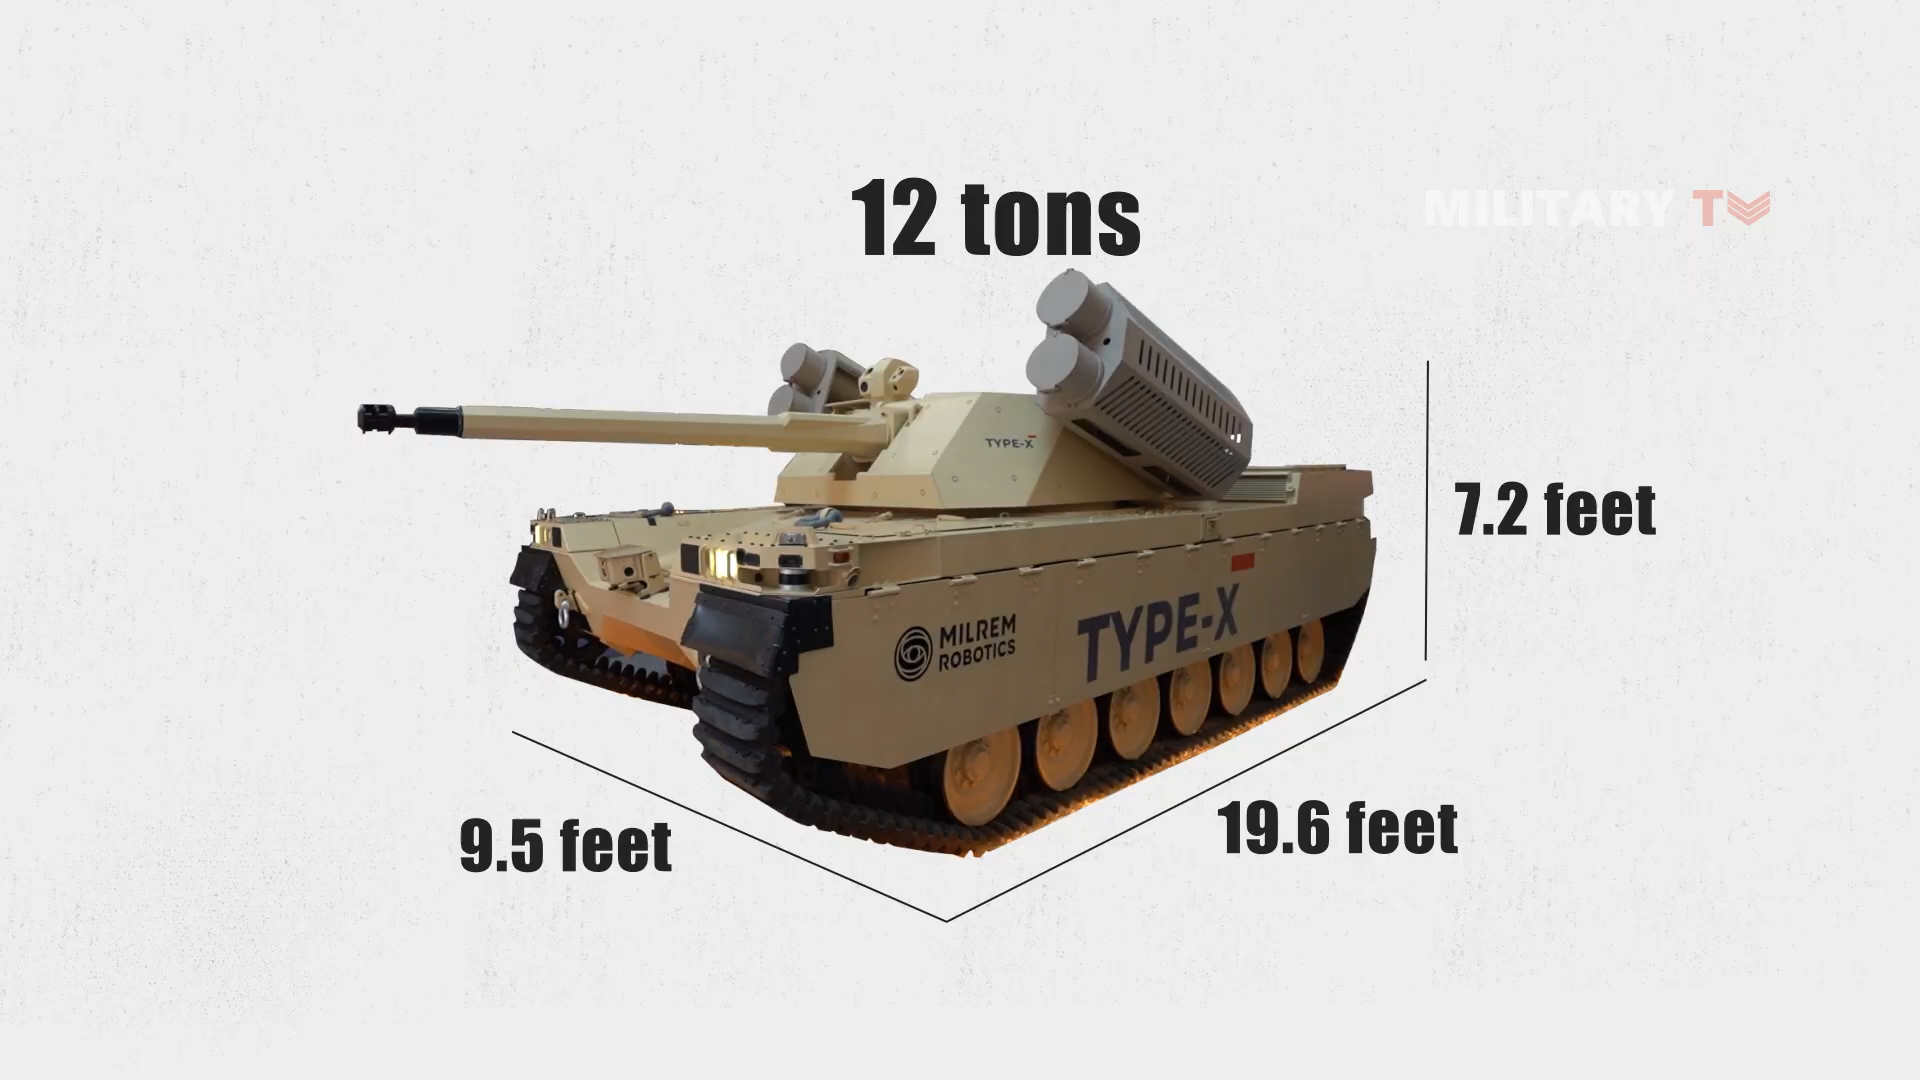 12 tons
MILITARY TV
TYPE-X
7.2 feet
MILREM
ROBOTICS
TYPE-X
9.5 feet
19.6 feet